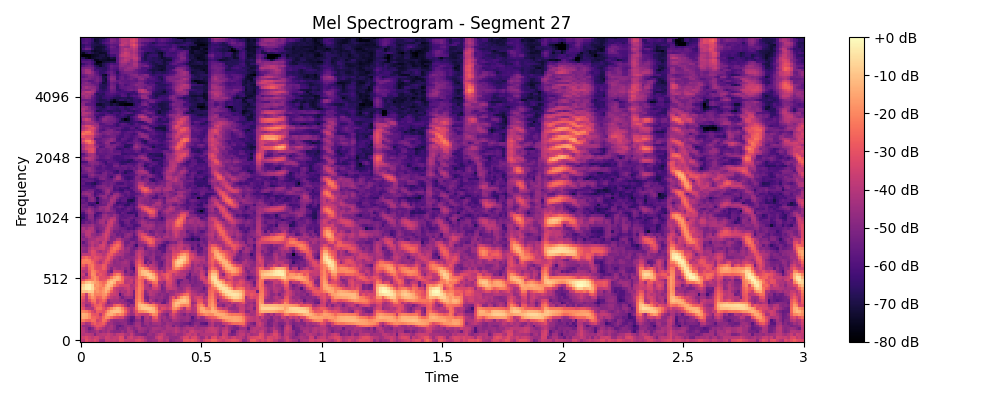 Mel Spectrogram - Segment 27
+0 dB
-10 dB
-20 dB
-30 dB
-40 dB
-50 dB
-60 dB
-70 dB
-80 dB
Frequency
4096
2048
1024
512
0
0 0.5 1 1.5 2 2.5 3
Time